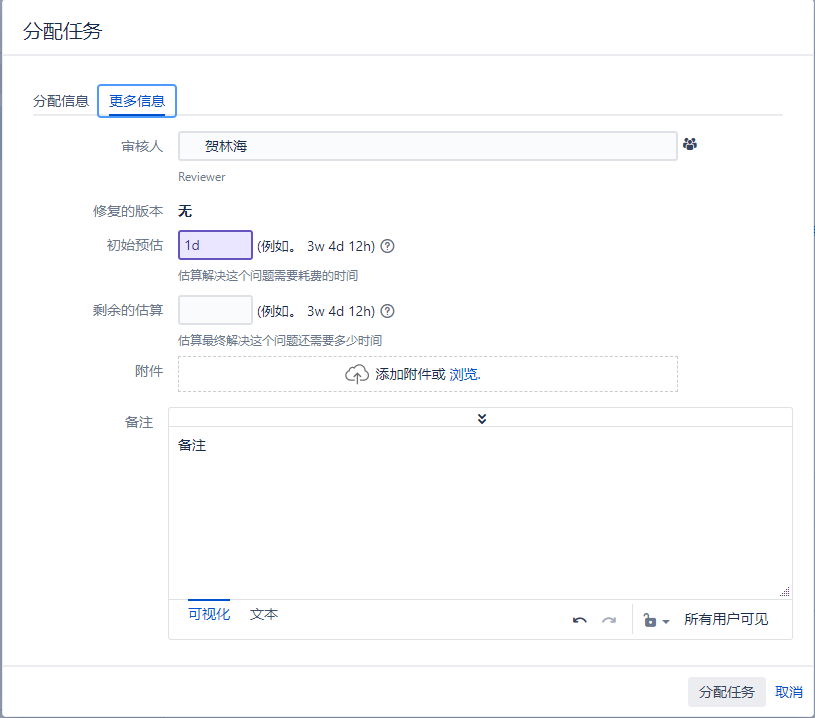 分配任务
分配信息 更多信息
审核人 贺林海
Reviewer
修复的版本 无
初始预估 1d (例如。 3w 4d 12h)
估算解决这个问题需要耗费的时间
剩余的估算 (例如。 3w 4d 12h)
估算最终解决这个问题还需要多少时间
附件 添加附件或 浏览.
备注
备注
可视化 文本 所有用户可见
分配任务 取消